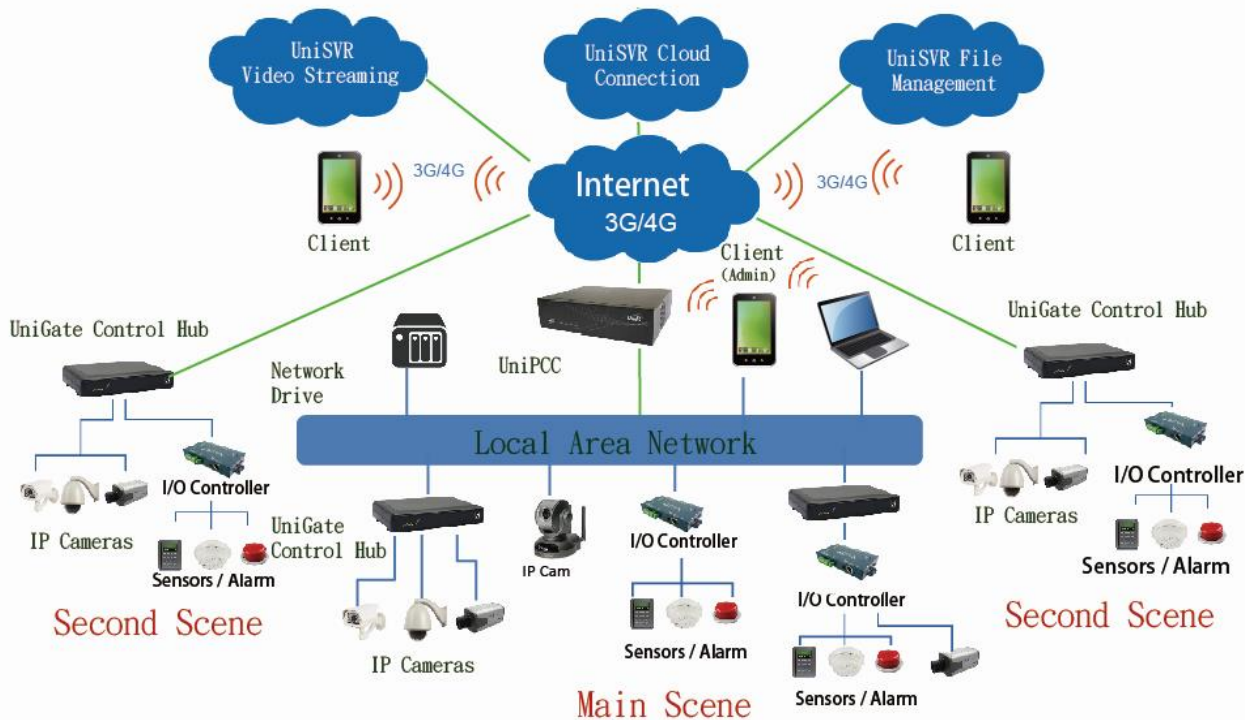 UniSVR
Video Streaming
UniSVR Cloud
Connection
UniSVR File
Management
3G/4G
Internet
3G/4G
3G/4G
Client
Client
(Admin)
Client
UniGate Control Hub
UniGate Control Hub
Network
Drive
UniPCC
Local Area Network
I/O Controller
IP Cameras
Sensors / Alarm
Second Scene
UniGate
Control Hub
IP Cameras
IP Cam
I/O Controller
Sensors / Alarm
I/O Controller
Sensors / Alarm
Main Scene
I/O Controller
IP Cameras
Sensors / Alarm
Second Scene